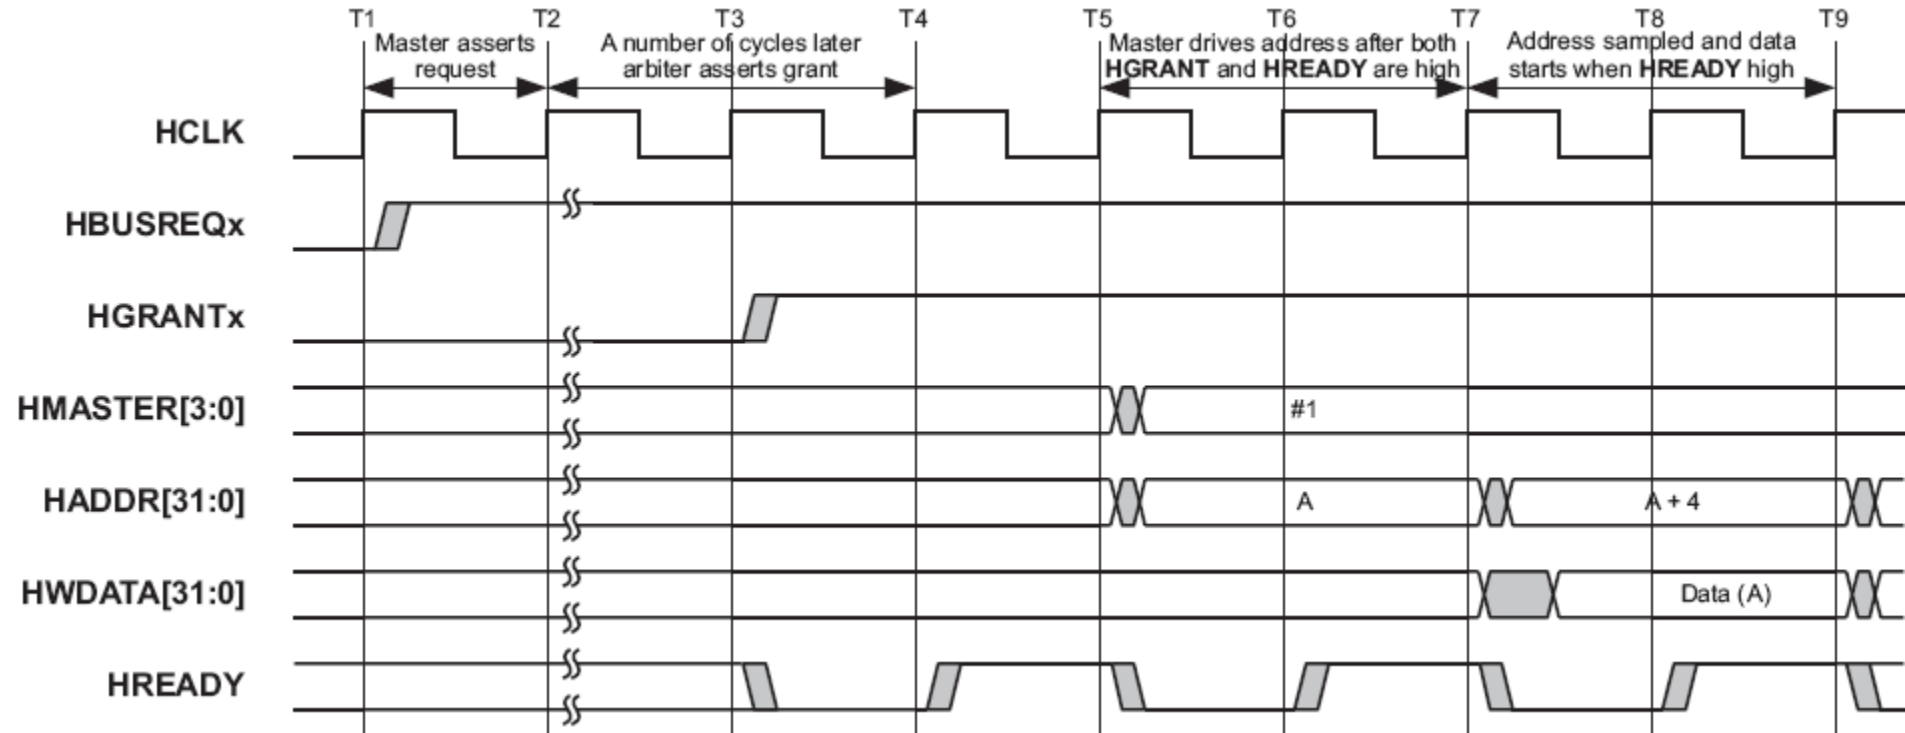 T1 T2 T3 T4 T5 T6 T7 T8 T9
Master asserts
request
A number of cycles later
arbiter asserts grant
Master drives address after both
HGRANT and HREADY are high
Address sampled and data
starts when HREADY high
HCLK
HBUSREQx
HGRANTx
HMASTER[3:0] #1
HADDR[31:0] A A + 4
HWDATA[31:0] Data (A)
HREADY